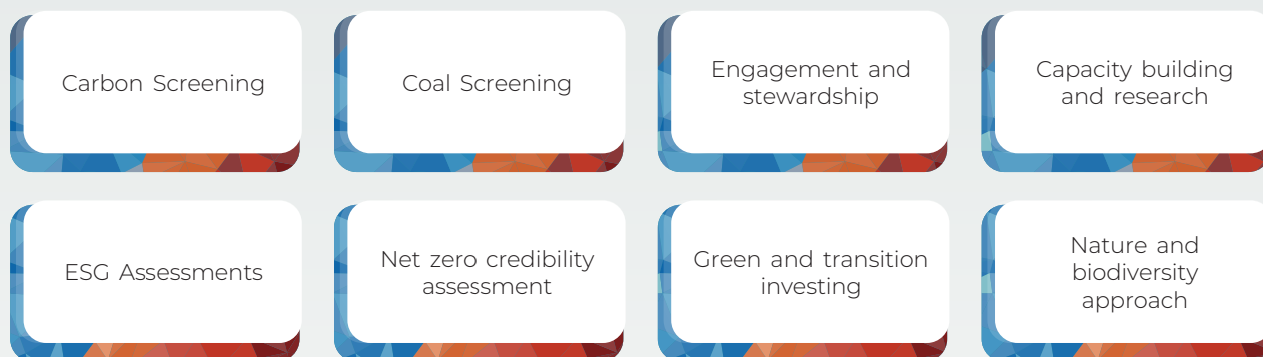 Carbon Screening
Coal Screening
Engagement and
stewardship
Capacity building
and research
ESG Assessments
Net zero credibility
assessment
Green and transition
investing
Nature and
biodiversity
approach